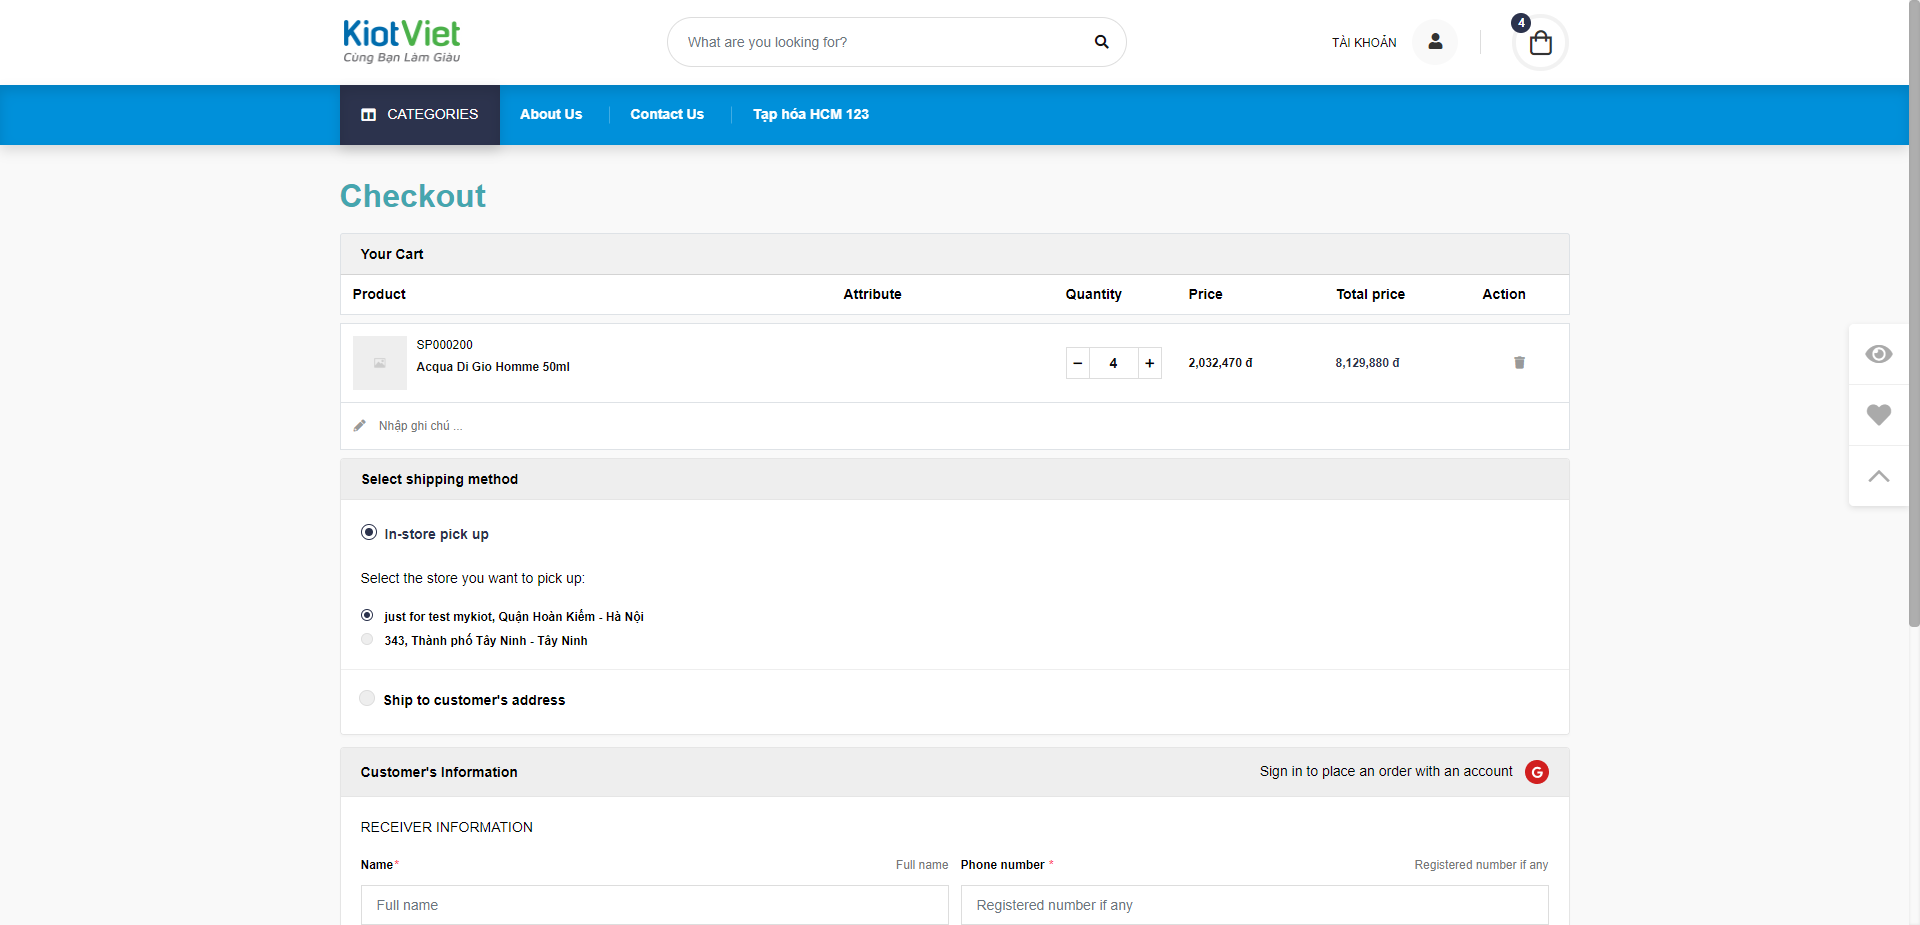 KiotViet
Cùng Bạn Làm Giàu
What are you looking for?
TÀI KHOẢN
4
CATEGORIES
About Us
Contact Us
Tạp hóa HCM 123
Checkout
Your Cart
Product Attribute Quantity Price Total price Action
SP000200
Acqua Di Gio Homme 50ml
− 4 + 2,032,470 đ 8,129,880 đ
Nhập ghi chú ...
Select shipping method
In-store pick up
Select the store you want to pick up:
just for test mykiot, Quận Hoàn Kiếm - Hà Nội
343, Thành phố Tây Ninh - Tây Ninh
Ship to customer's address
Customer's Information
Sign in to place an order with an account G
RECEIVER INFORMATION
Name* Full name
Phone number * Registered number if any
Full name
Registered number if any